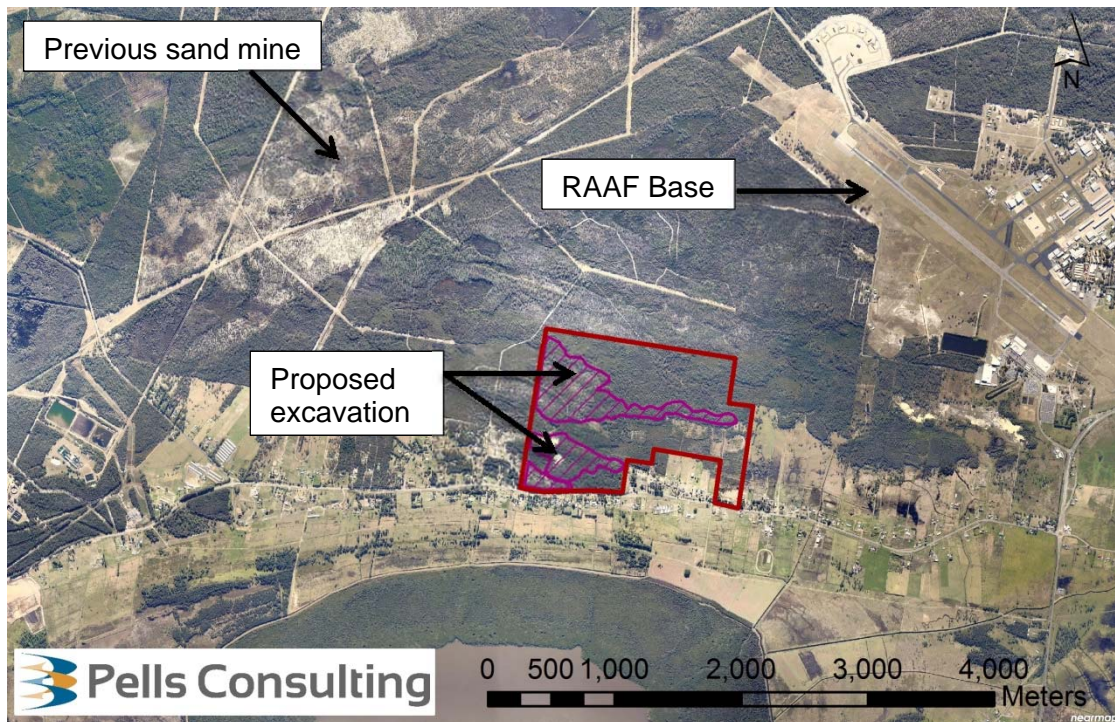 Previous sand mine
N
RAAF Base
Proposed
excavation
Pells Consulting
0 500 1,000 2,000 3,000 4,000
Meters
nearmap